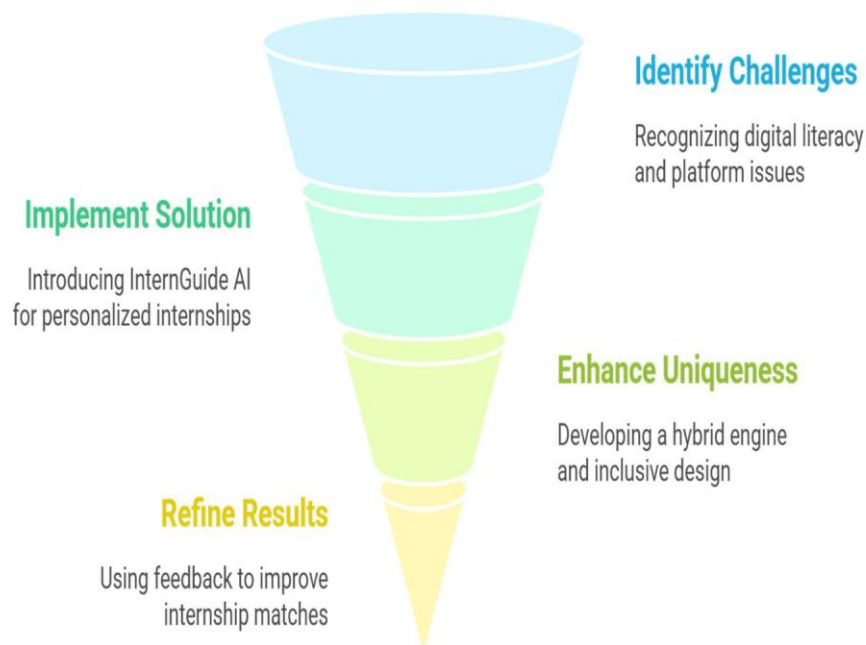 Identify Challenges
Recognizing digital literacy
and platform issues
Implement Solution
Introducing InternGuide AI
for personalized internships
Enhance Uniqueness
Developing a hybrid engine
and inclusive design
Refine Results
Using feedback to improve
internship matches